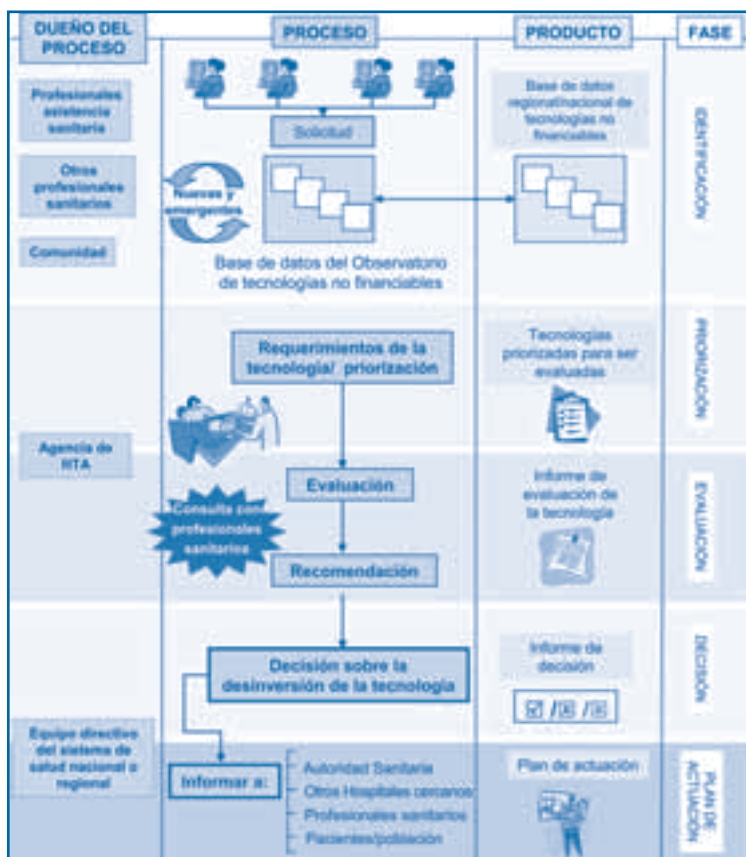 DUEÑO DEL
PROCESO
PROCESO
PRODUCTO
FASE
Profesionales
asistencia
sanitaria
Otros
profesionales
sanitarios
Comunidad
Solicitud
Nuevas y
emergentes
Base de datos del Observatorio
de tecnologías no financiables
Base de datos
regional/nacional de
tecnologías no
financiables
IDENTIFICACIÓN
Requerimientos de la
tecnología/ priorización
Tecnologías
priorizadas para ser
evaluadas
PRIORIZACIÓN
Agencia de
HTA
Evaluación
Consulta con
profesionales
sanitarios
Recomendación
Informe de
evaluación de
la tecnología
EVALUACIÓN
Decisión sobre la
desinversión de la tecnología
Informe de
decisión
DECISIÓN
Equipo directivo
del sistema de
salud nacional o
regional
Informar a:
Autoridad Sanitaria
Otros Hospitales cercanos
Profesionales sanitarios
Pacientes/población
Plan de actuación
PLAN DE
ACTUACIÓN